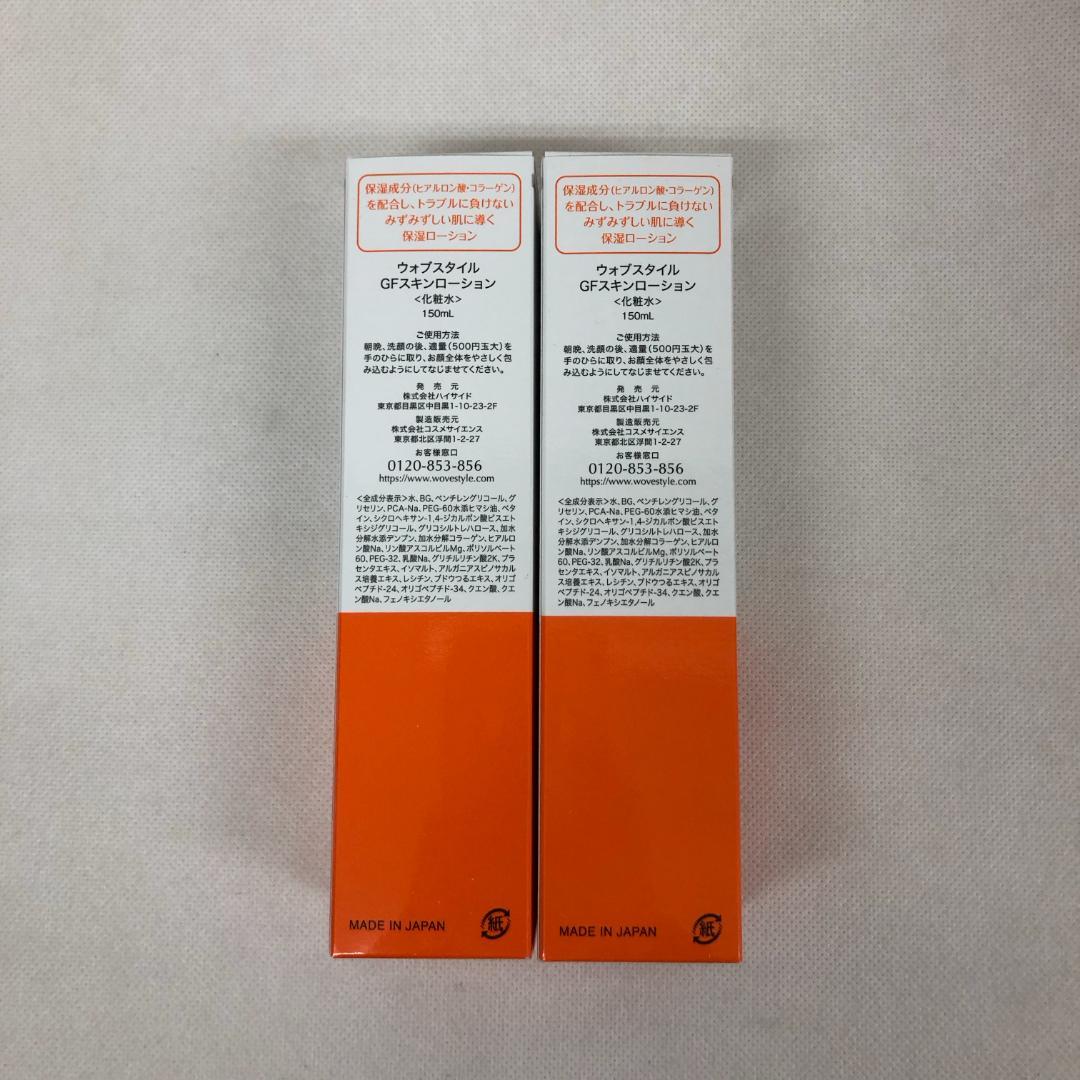 保湿成分(ヒアルロン酸・コラーゲン)
を配合し、トラブルに負けない
みずみずしい肌に導く
保湿ローション
ウォブスタイル
GFスキンローション
<化粧水>
150mL
ご使用方法
朝晩、洗顔の後、適量(500円玉大)を
手のひらに取り、お顔全体をやさしく包
み込むようにしてなじませてください。
発売元
株式会社ハイサイド
東京都目黒区中目黒1-10-23-2F
製造販売元
株式会社コスメサイエンス
東京都北区浮間1-2-27
お客様窓口
0120-853-856
https://www.wovestyle.com
<全成分表示>水、BG、ペンチレングリコール、グ
リセリン、PCA-Na、PEG-60水添ヒマシ油、ベタ
イン、シクロヘキサン-1,4-ジカルボン酸ビスエト
キシジグリコール、グリコシルトレハロース、加水
分解水添デンプン、加水分解コラーゲン、ヒアルロ
ン酸Na、リン酸アスコルビルMg、ポリソルベート
60、PEG-32、乳酸Na、グリチルリチン酸2K、プラ
センタエキス、イソマルト、アルガニアスピノサカル
ス培養エキス、レシチン、ブドウつるエキス、オリゴ
ペプチド-24、オリゴペプチド-34、クエン酸、クエ
ン酸Na、フェノキシエタノール
MADE IN JAPAN
紙
保湿成分(ヒアルロン酸・コラーゲン)
を配合し、トラブルに負けない
みずみずしい肌に導く
保湿ローション
ウォブスタイル
GFスキンローション
<化粧水>
150mL
ご使用方法
朝晩、洗顔の後、適量(500円玉大)を
手のひらに取り、お顔全体をやさしく包
み込むようにしてなじませてください。
発売元
株式会社ハイサイド
東京都目黒区中目黒1-10-23-2F
製造販売元
株式会社コスメサイエンス
東京都北区浮間1-2-27
お客様窓口
0120-853-856
https://www.wovestyle.com
<全成分表示>水、BG、ペンチレングリコール、グ
リセリン、PCA-Na、PEG-60水添ヒマシ油、ベタ
イン、シクロヘキサン-1,4-ジカルボン酸ビスエト
キシジグリコール、グリコシルトレハロース、加水
分解水添デンプン、加水分解コラーゲン、ヒアルロ
ン酸Na、リン酸アスコルビルMg、ポリソルベート
60、PEG-32、乳酸Na、グリチルリチン酸2K、プラ
センタエキス、イソマルト、アルガニアスピノサカル
ス培養エキス、レシチン、ブドウつるエキス、オリゴ
ペプチド-24、オリゴペプチド-34、クエン酸、クエ
ン酸Na、フェノキシエタノール
MADE IN JAPAN
紙